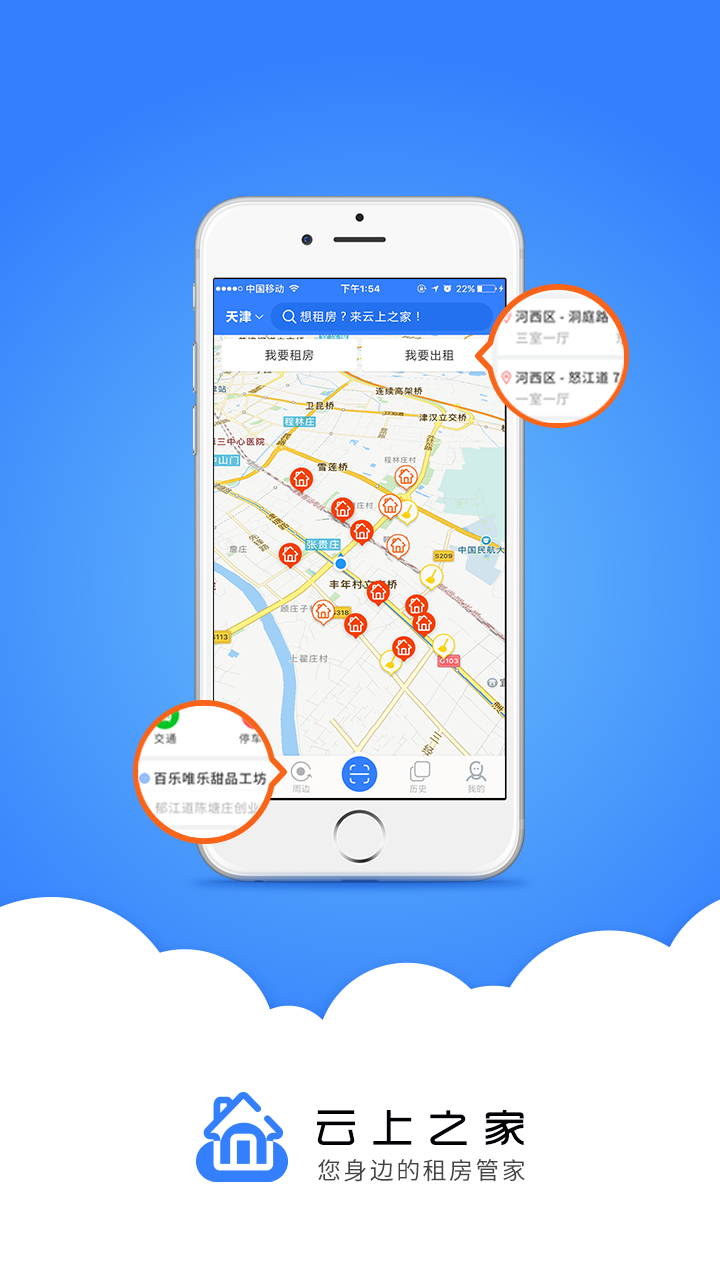 中国移动 下午1:54 22%
天津 想租房？来云上之家！
我要租房 我要出租
河西区 - 洞庭路
三室一厅
河西区 - 怒江道 7
一室一厅
连续高架桥
卫昆桥
津汉立交桥
程林庄
三中心医院
中山门
雪莲桥
程林庄村
张贵庄
詹庄
S209
中国民航大
丰年村立交桥
顾庄子村
S318
S113
上翟庄村
G103
交通 停车
百乐唯乐甜品工坊
郁江道陈塘庄创业
周边 历史 我的
云上之家
您身边的租房管家